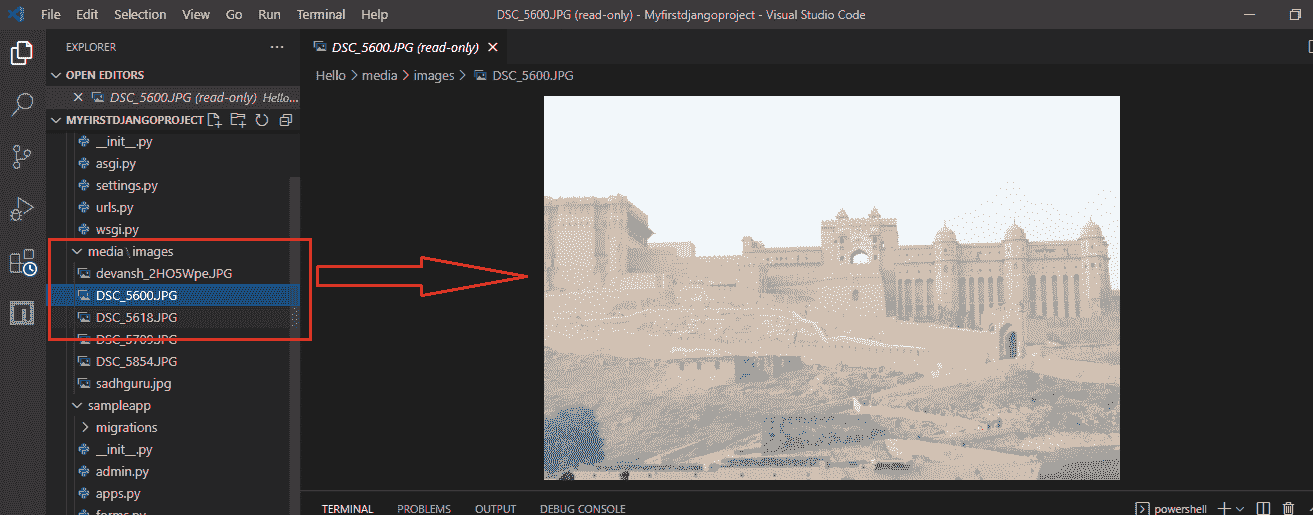 File Edit Selection View Go Run Terminal Help DSC_5600.JPG (read-only) - Myfirstdjangoproject - Visual Studio Code
EXPLORER
OPEN EDITORS
DSC_5600.JPG (read-only) Hello...
MYFIRSTDJANGOPROJECT
__init__.py
asgi.py
settings.py
urls.py
wsgi.py
media \ images
devansh_2HO5Wpe.JPG
DSC_5600.JPG
DSC_5618.JPG
DSC_5709.JPG
DSC_5854.JPG
sadhguru.jpg
sampleapp
migrations
__init__.py
admin.py
apps.py
forms.py
DSC_5600.JPG (read-only)
Hello > media > images > DSC_5600.JPG
TERMINAL PROBLEMS OUTPUT DEBUG CONSOLE powershell